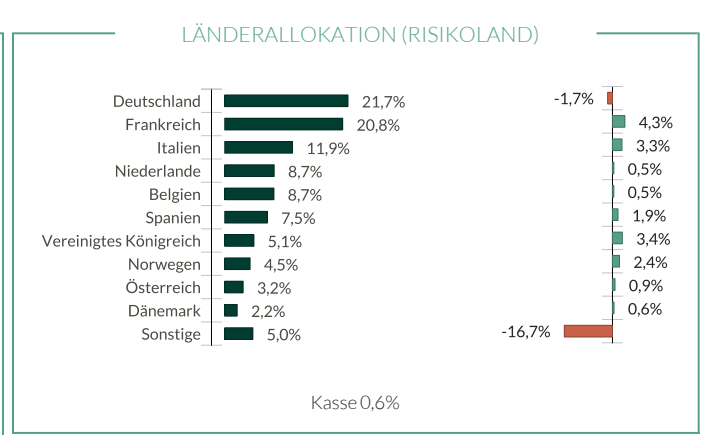 LÄNDERALLOKATION (RISIKOLAND)
Deutschland 21,7% -1,7%
Frankreich 20,8% 4,3%
Italien 11,9% 3,3%
Niederlande 8,7% 0,5%
Belgien 8,7% 0,5%
Spanien 7,5% 1,9%
Vereinigtes Königreich 5,1% 3,4%
Norwegen 4,5% 2,4%
Österreich 3,2% 0,9%
Dänemark 2,2% 0,6%
Sonstige 5,0% -16,7%
Kasse 0,6%